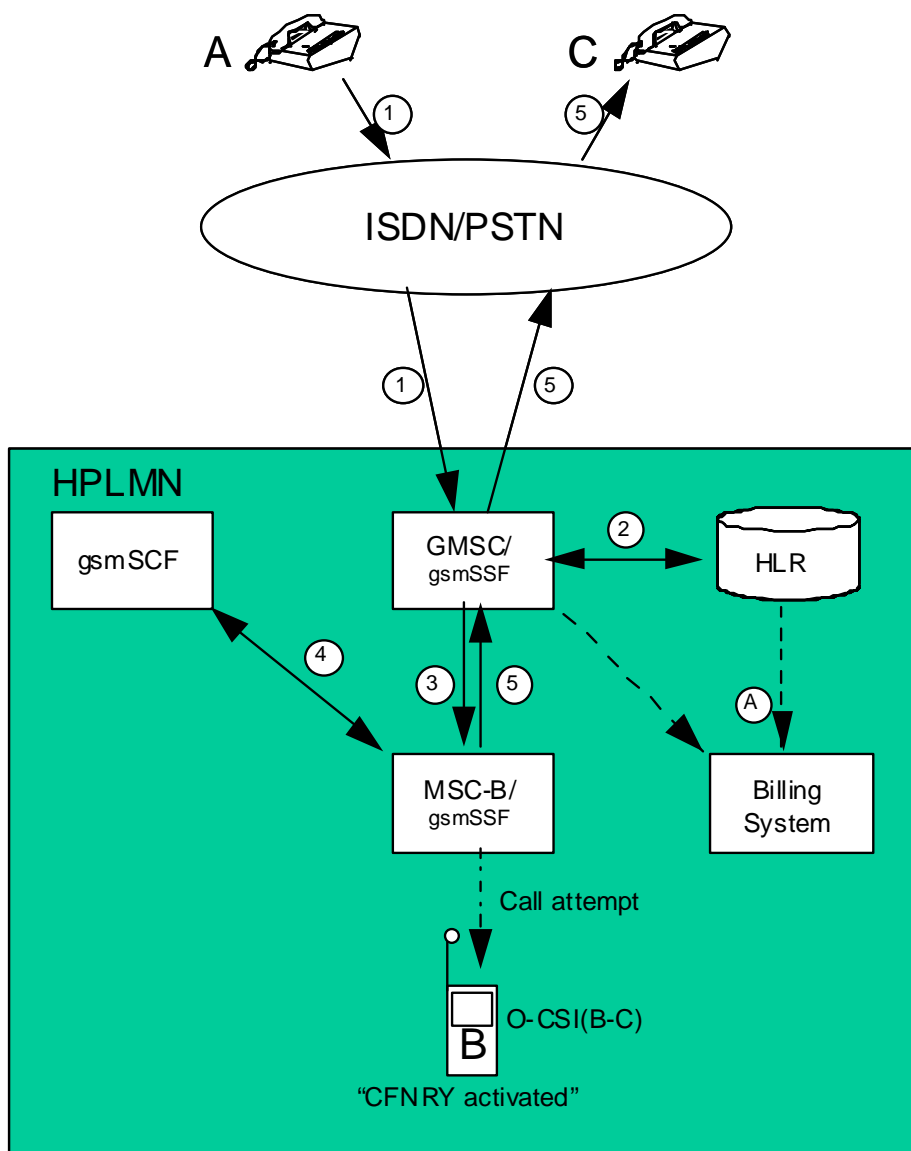 A
C
1
5
ISDN/PSTN
1
5
HPLMN
gsmSCF
GMSC/
gsmSSF
2
HLR
4
3
5
A
MSC-B/
gsmSSF
Billing
System
Call attempt
O-CSI(B-C)
B
“CFNRY activated”